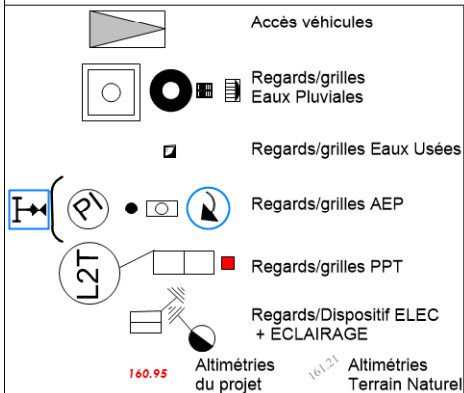 Accès véhicules
Regards/grilles
Eaux Pluviales
Regards/grilles Eaux Usées
PI
Regards/grilles AEP
L2T
Regards/grilles PPT
Regards/Dispositif ELEC
+ ECLAIRAGE
160.95
Altimétries
du projet
161.21
Altimétries
Terrain Naturel